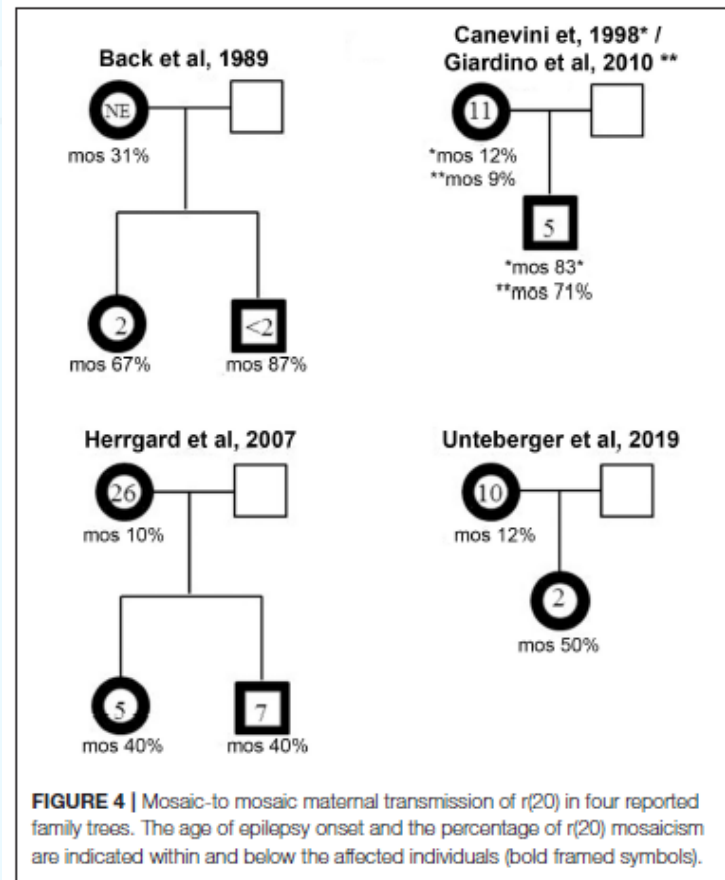 Back et al, 1989
NE
mos 31%
2
mos 67%
<2
mos 87%
Canevini et, 1998* /
Giardino et al, 2010 **
11
*mos 12%
**mos 9%
5
*mos 83*
**mos 71%
Herrgard et al, 2007
26
mos 10%
5
mos 40%
7
mos 40%
Unteberger et al, 2019
10
mos 12%
2
mos 50%
FIGURE 4 | Mosaic-to mosaic maternal transmission of r(20) in four reported
family trees. The age of epilepsy onset and the percentage of r(20) mosaicism
are indicated within and below the affected individuals (bold framed symbols).